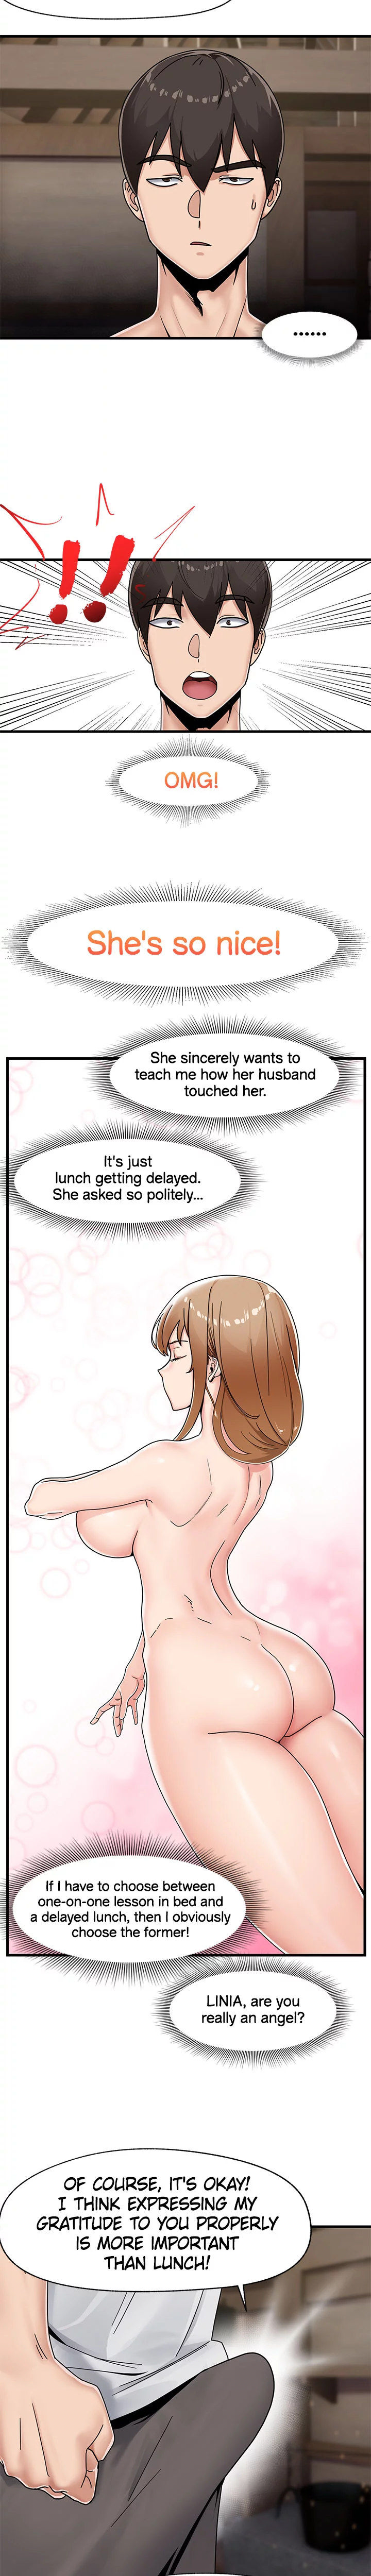 ......
!!
OMG!
She's so nice!
She sincerely wants to
teach me how her husband
touched her.
It's just
lunch getting delayed.
She asked so politely...
If I have to choose between
one-on-one lesson in bed and
a delayed lunch, then I obviously
choose the former!
LINIA, are you
really an angel?
OF COURSE, IT'S OKAY!
I THINK EXPRESSING MY
GRATITUDE TO YOU PROPERLY
IS MORE IMPORTANT
THAN LUNCH!